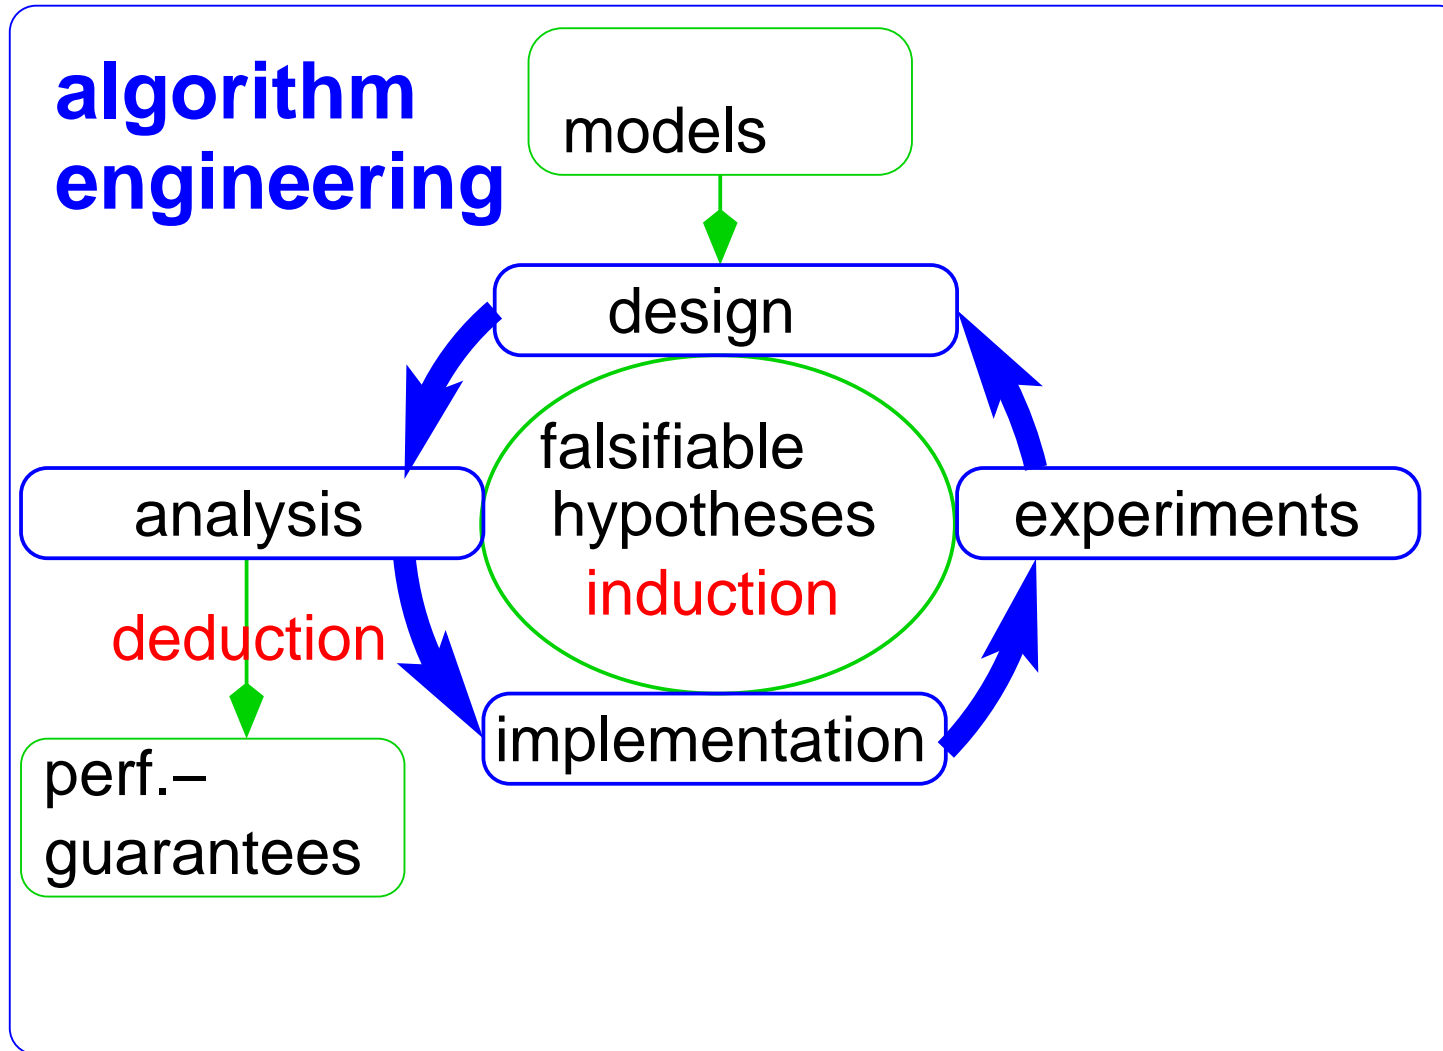 algorithm
engineering
models
design
falsifiable
hypotheses
induction
analysis
experiments
deduction
implementation
perf.–
guarantees